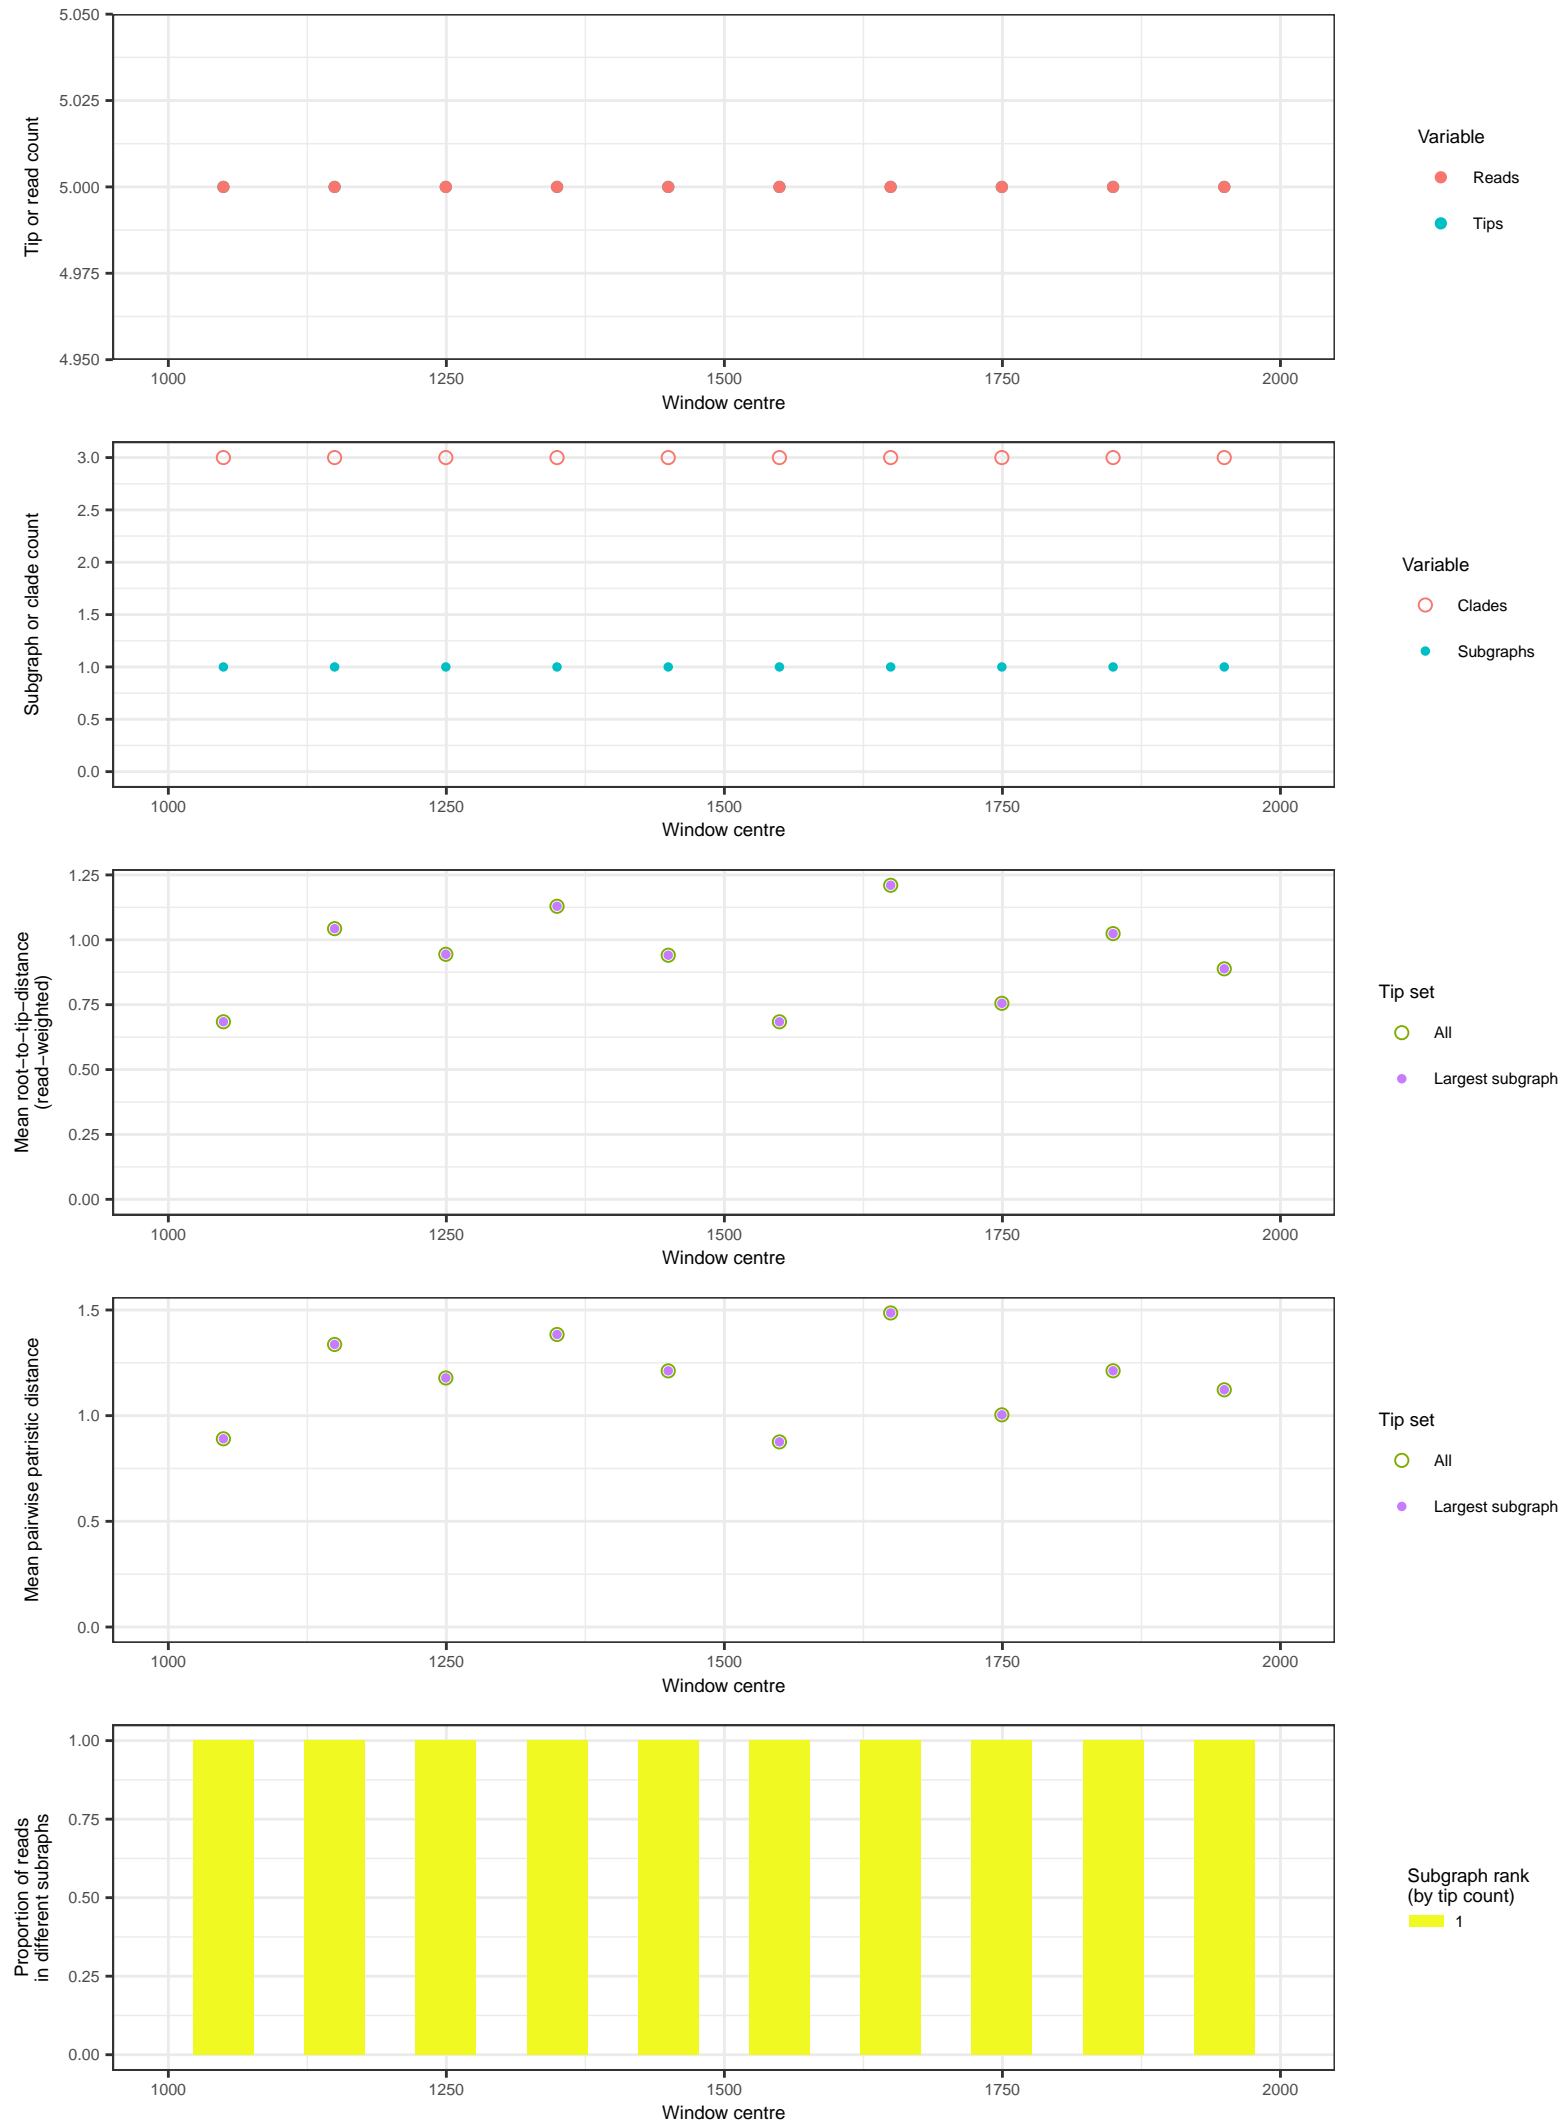 5.050
5.025
5.000
4.975
4.950
Tip or read count
1000 1250 1500 1750 2000
Window centre
Variable
Reads
Tips
3.0
2.5
2.0
1.5
1.0
0.5
0.0
Subgraph or clade count
1000 1250 1500 1750 2000
Window centre
Variable
Clades
Subgraphs
1.25
1.00
0.75
0.50
0.25
0.00
Mean root−to−tip−distance
(read−weighted)
1000 1250 1500 1750 2000
Window centre
Tip set
All
Largest subgraph
1.5
1.0
0.5
0.0
Mean pairwise patristic distance
1000 1250 1500 1750 2000
Window centre
Tip set
All
Largest subgraph
1.00
0.75
0.50
0.25
0.00
Proportion of reads
in different subraphs
1000 1250 1500 1750 2000
Window centre
Subgraph rank
(by tip count)
1